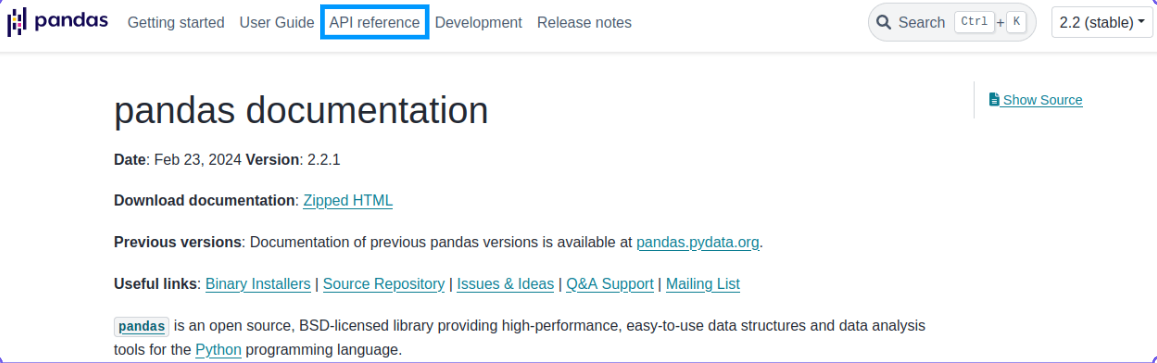 pandas Getting started User Guide API reference Development Release notes Search Ctrl + K 2.2 (stable)
pandas documentation
Show Source
Date: Feb 23, 2024 Version: 2.2.1
Download documentation: Zipped HTML
Previous versions: Documentation of previous pandas versions is available at pandas.pydata.org.
Useful links: Binary Installers | Source Repository | Issues & Ideas | Q&A Support | Mailing List
pandas is an open source, BSD-licensed library providing high-performance, easy-to-use data structures and data analysis
tools for the Python programming language.